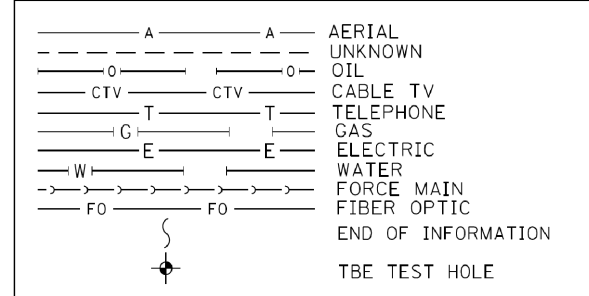 A A AERIAL
UNKNOWN
O O OIL
CTV CTV CABLE TV
T T TELEPHONE
G GAS
E E ELECTRIC
W WATER
FORCE MAIN
FO FO FIBER OPTIC
END OF INFORMATION
TBE TEST HOLE